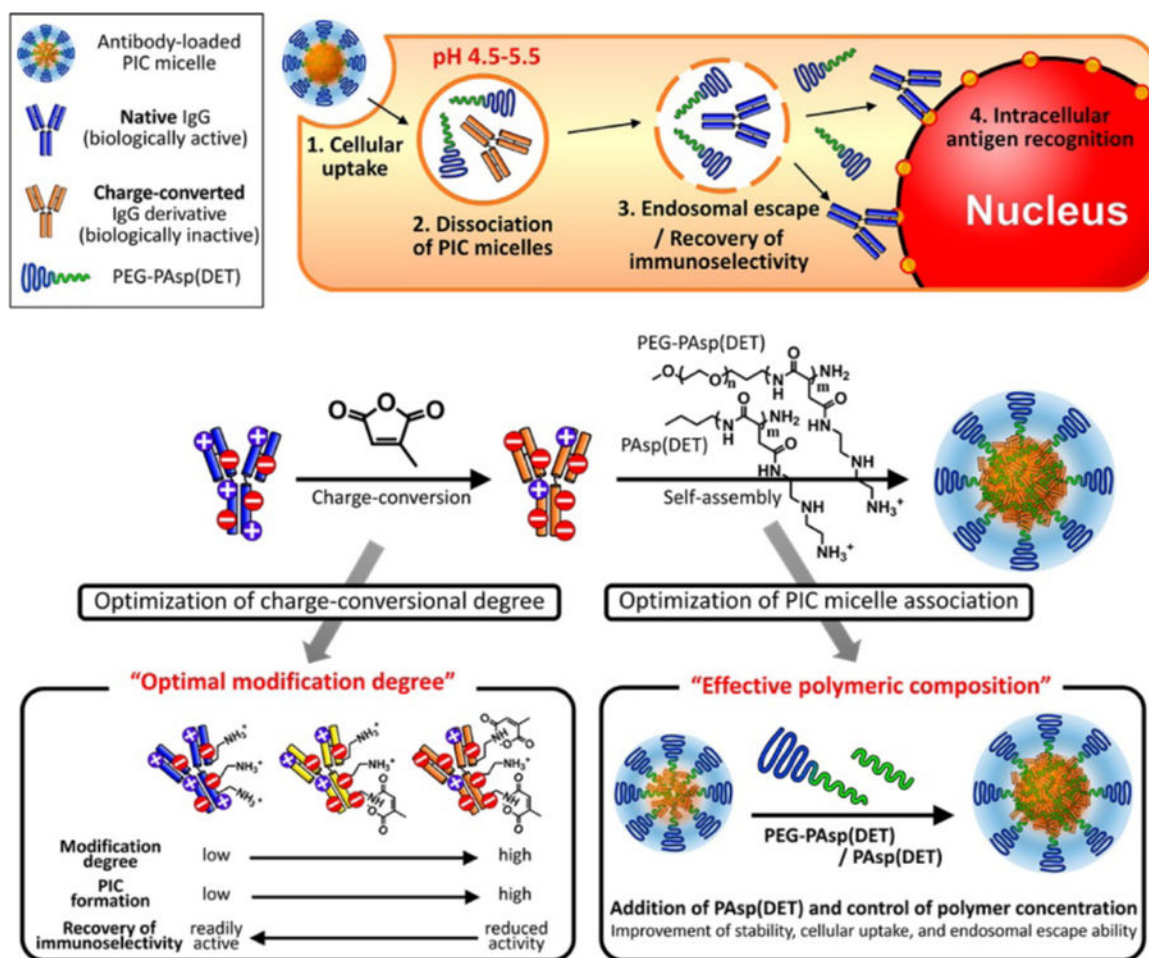 Antibody-loaded
PIC micelle
Native IgG
(biologically active)
Charge-converted
IgG derivative
(biologically inactive)
PEG-PAsp(DET)
pH 4.5-5.5
1. Cellular
uptake
2. Dissociation
of PIC micelles
3. Endosomal escape
/ Recovery of
immunoselectivity
4. Intracellular
antigen recognition
Nucleus
PEG-PAsp(DET)
PAsp(DET)
Charge-conversion
Self-assembly
Optimization of charge-conversional degree
Optimization of PIC micelle association
“Optimal modification degree”
Modification
degree
low
high
PIC
formation
low
high
Recovery of
immunoselectivity
readily
active
reduced
activity
“Effective polymeric composition”
PEG-PAsp(DET)
/ PAsp(DET)
Addition of PAsp(DET) and control of polymer concentration
Improvement of stability, cellular uptake, and endosomal escape ability